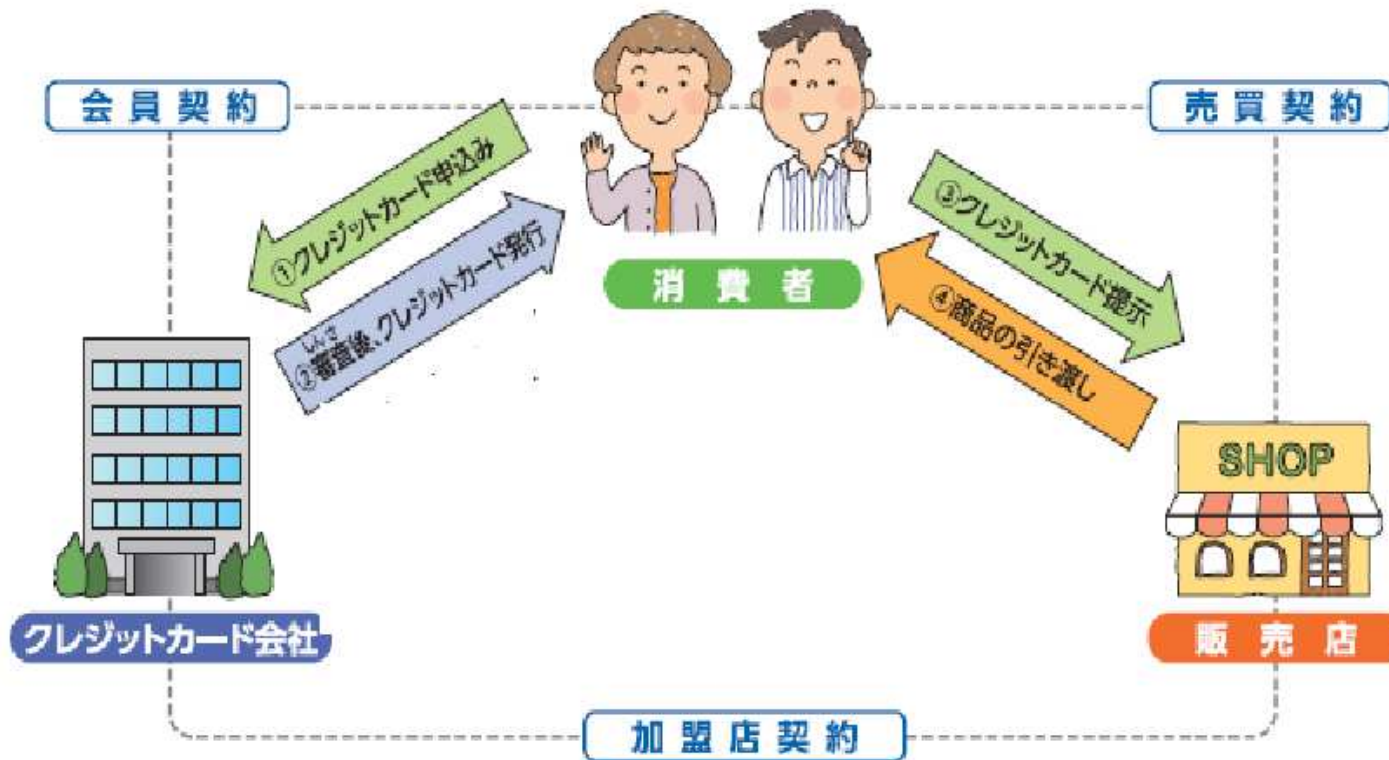 会員契約
売買契約
①クレジットカード申込み
②審査後、クレジットカード発行
しんさ
消費者
③クレジットカード提示
④商品の引き渡し
SHOP
クレジットカード会社
販売店
加盟店契約